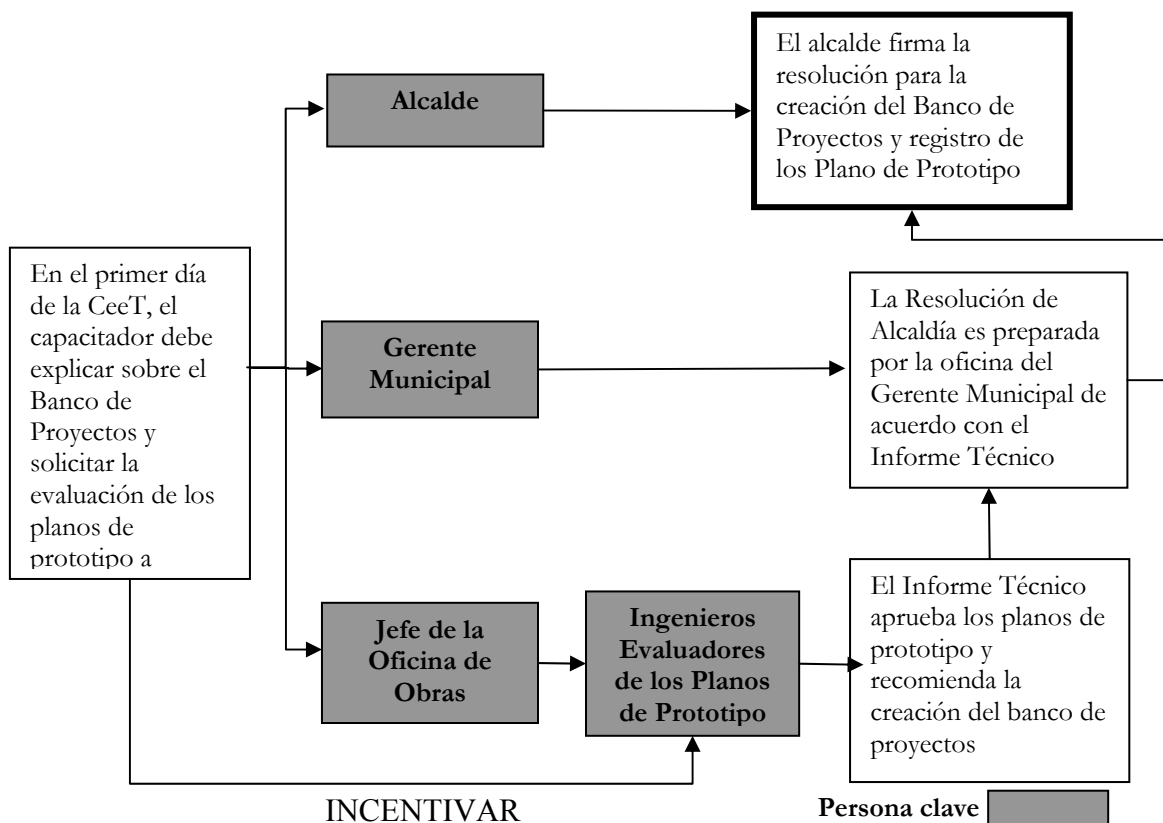 El alcalde firma la
resolución para la
creación del Banco de
Proyectos y registro de
los Plano de Prototipo
Alcalde
En el primer día
de la CeeT, el
capacitador debe
explicar sobre el
Banco de
Proyectos y
solicitar la
evaluación de los
planos de
prototipo a
Gerente
Municipal
La Resolución de
Alcaldía es preparada
por la oficina del
Gerente Municipal de
acuerdo con el
Informe Técnico
Jefe de la
Oficina de
Obras
Ingenieros
Evaluadores
de los Planos
de Prototipo
El Informe Técnico
aprueba los planos de
prototipo y
recomienda la
creación del banco de
proyectos
INCENTIVAR
Persona clave